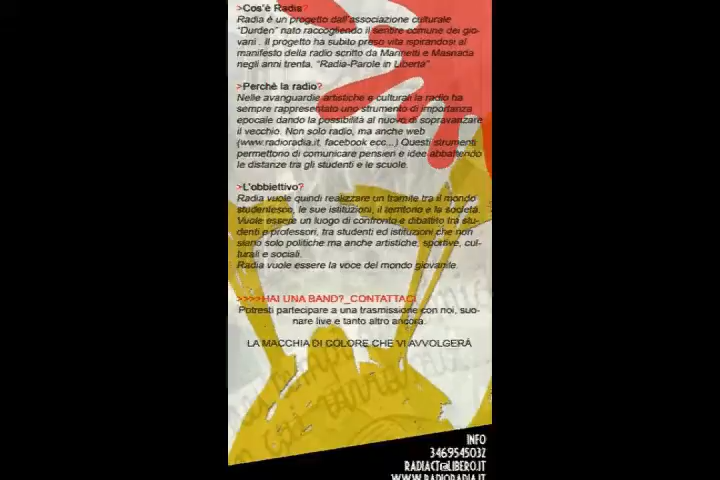 >Cos'è Radia?
Radia è un progetto dall'associazione culturale
"Durden" nato raccogliendo il sentire comune dei gio-
vani . Il progetto ha subito preso vita ispirandosi al
manifesto della radio scritto da Marinetti e Masnada
negli anni trenta, "Radia-Parole in Libertà"
>Perchè la radio?
Nelle avanguardie artistiche e culturali la radio ha
sempre rappresentato uno strumento di importanza
epocale dando la possibilità al nuovo di sopravanzare
il vecchio. Non solo radio, ma anche web
(www.radioradia.it, facebook ecc...) Questi strumenti
permettono di comunicare pensieri e idee abbattendo
le distanze tra gli studenti e le scuole.
>L'obbiettivo?
Radia vuole quindi realizzare un tramite tra il mondo
studentesco, le sue istituzioni, il territorio e la società.
Vuole essere un luogo di confronto e dibattito tra stu-
denti e professori, tra studenti ed istituzioni che non
siano solo politiche ma anche artistiche, sportive, cul-
turali e sociali.
Radia vuole essere la voce del mondo giovanile.
>>>>HAI UNA BAND?_CONTATTACI
Potresti partecipare a una trasmissione con noi, suo-
nare live e tanto altro ancora.
LA MACCHIA DI COLORE CHE VI AVVOLGERÀ
INFO
3469545032
RADIACT@LIBERO.IT
WWW.RADIORADIA.IT